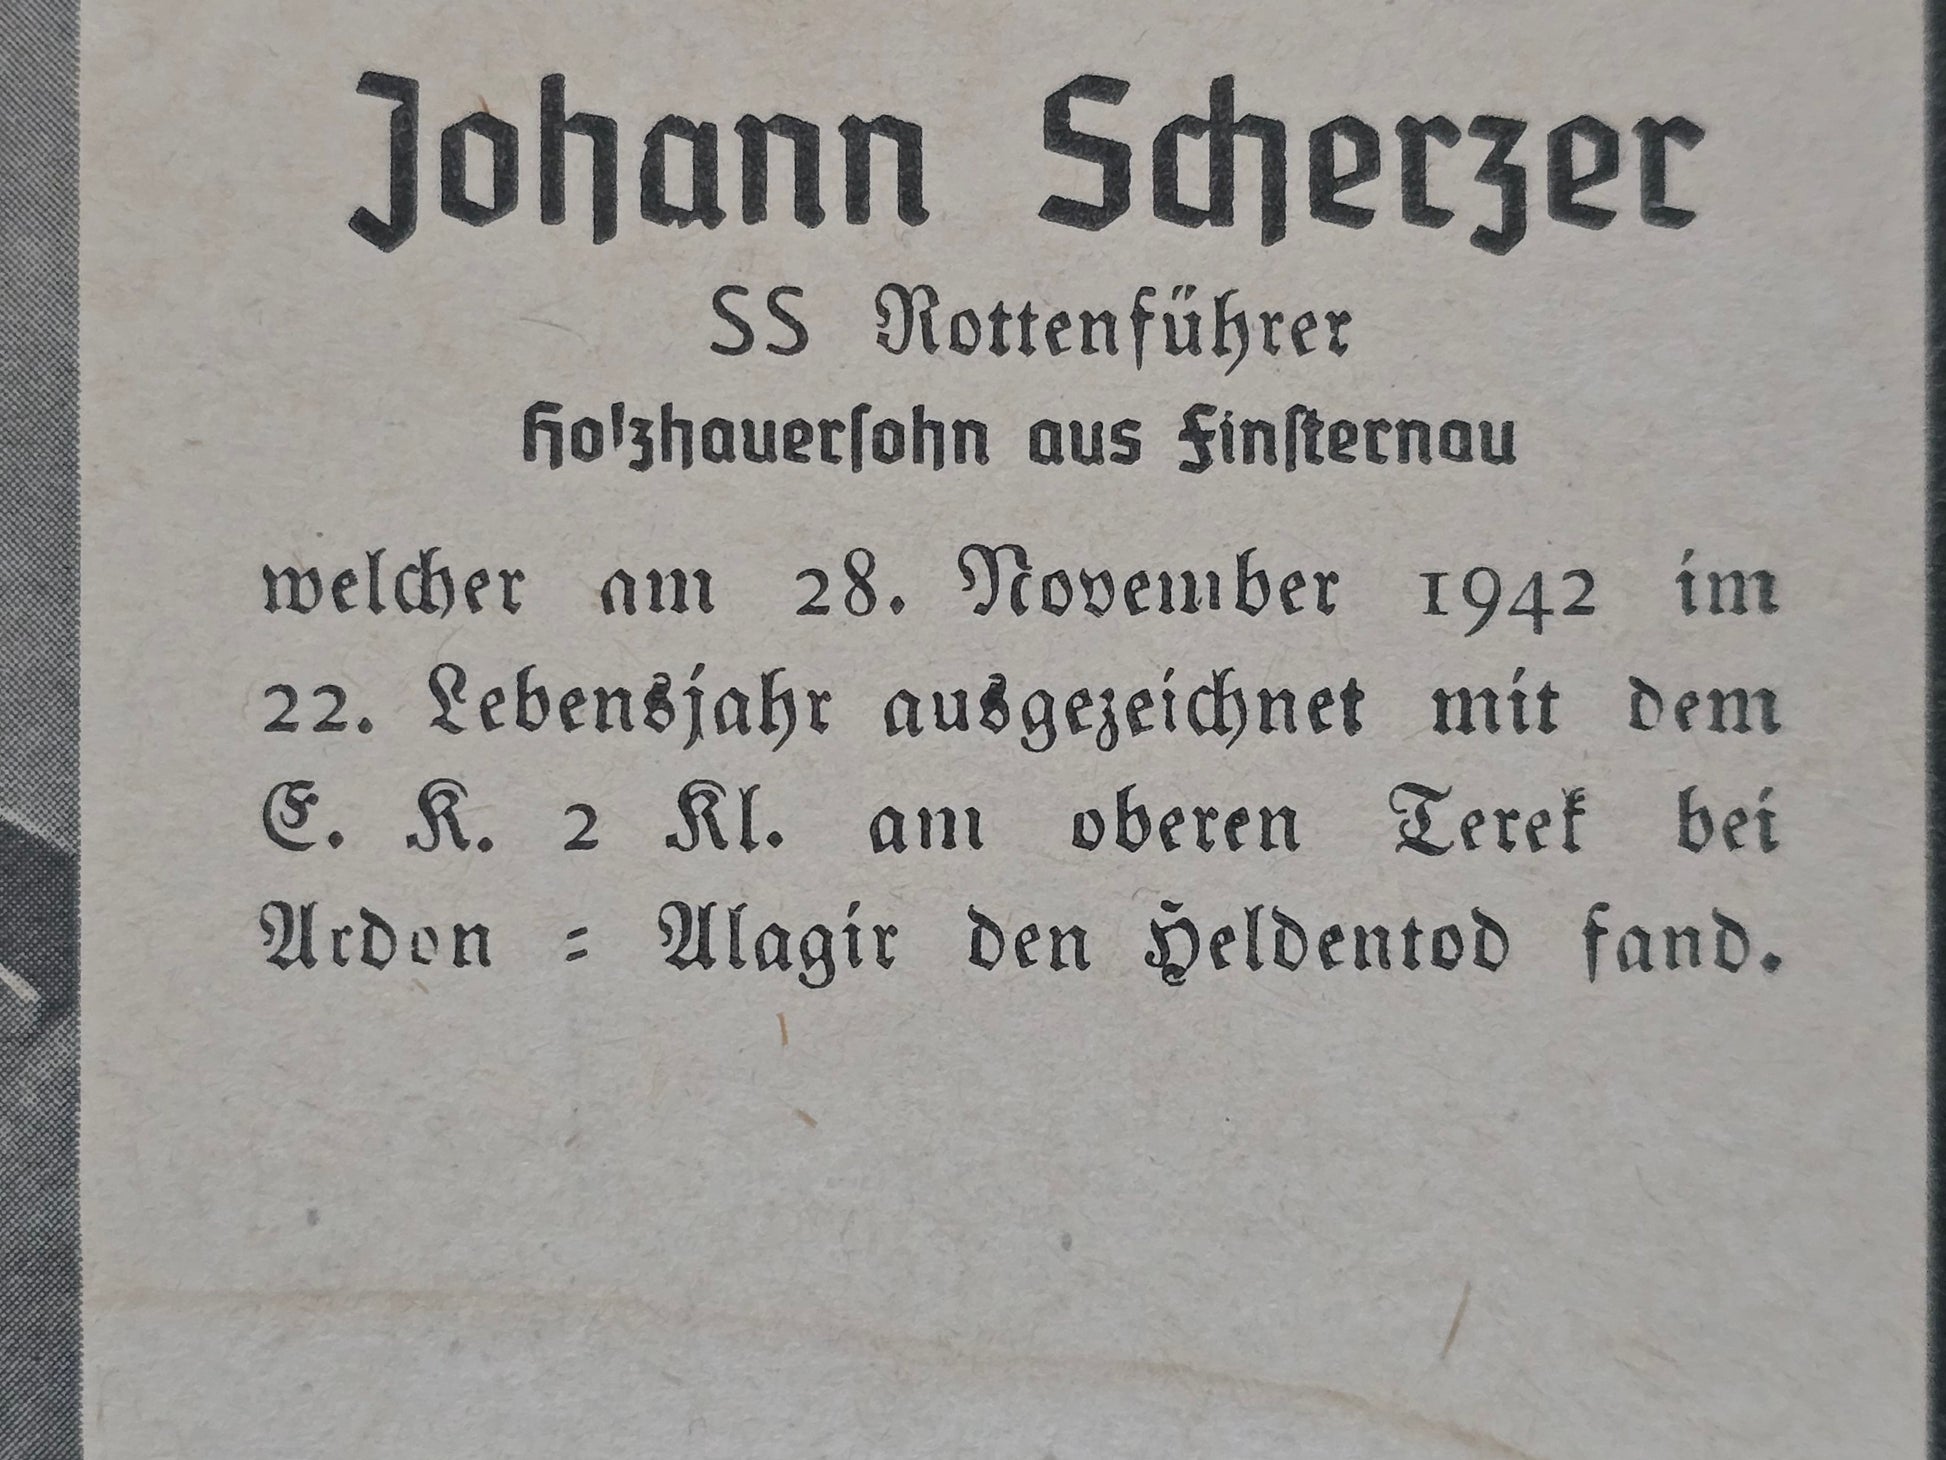 Johann Scherzer
SS Rottenführer
Holzhauerſohn aus Finſternau
welcher am 28. November 1942 im
22. Lebensjahr ausgezeichnet mit dem
E. K. 2 Kl. am oberen Terek bei
Ardon = Alagir den Heldentod fand.